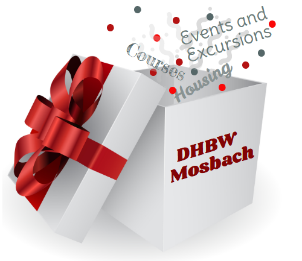 Events and
Excursions
Courses
Housing
DHBW
Mosbach